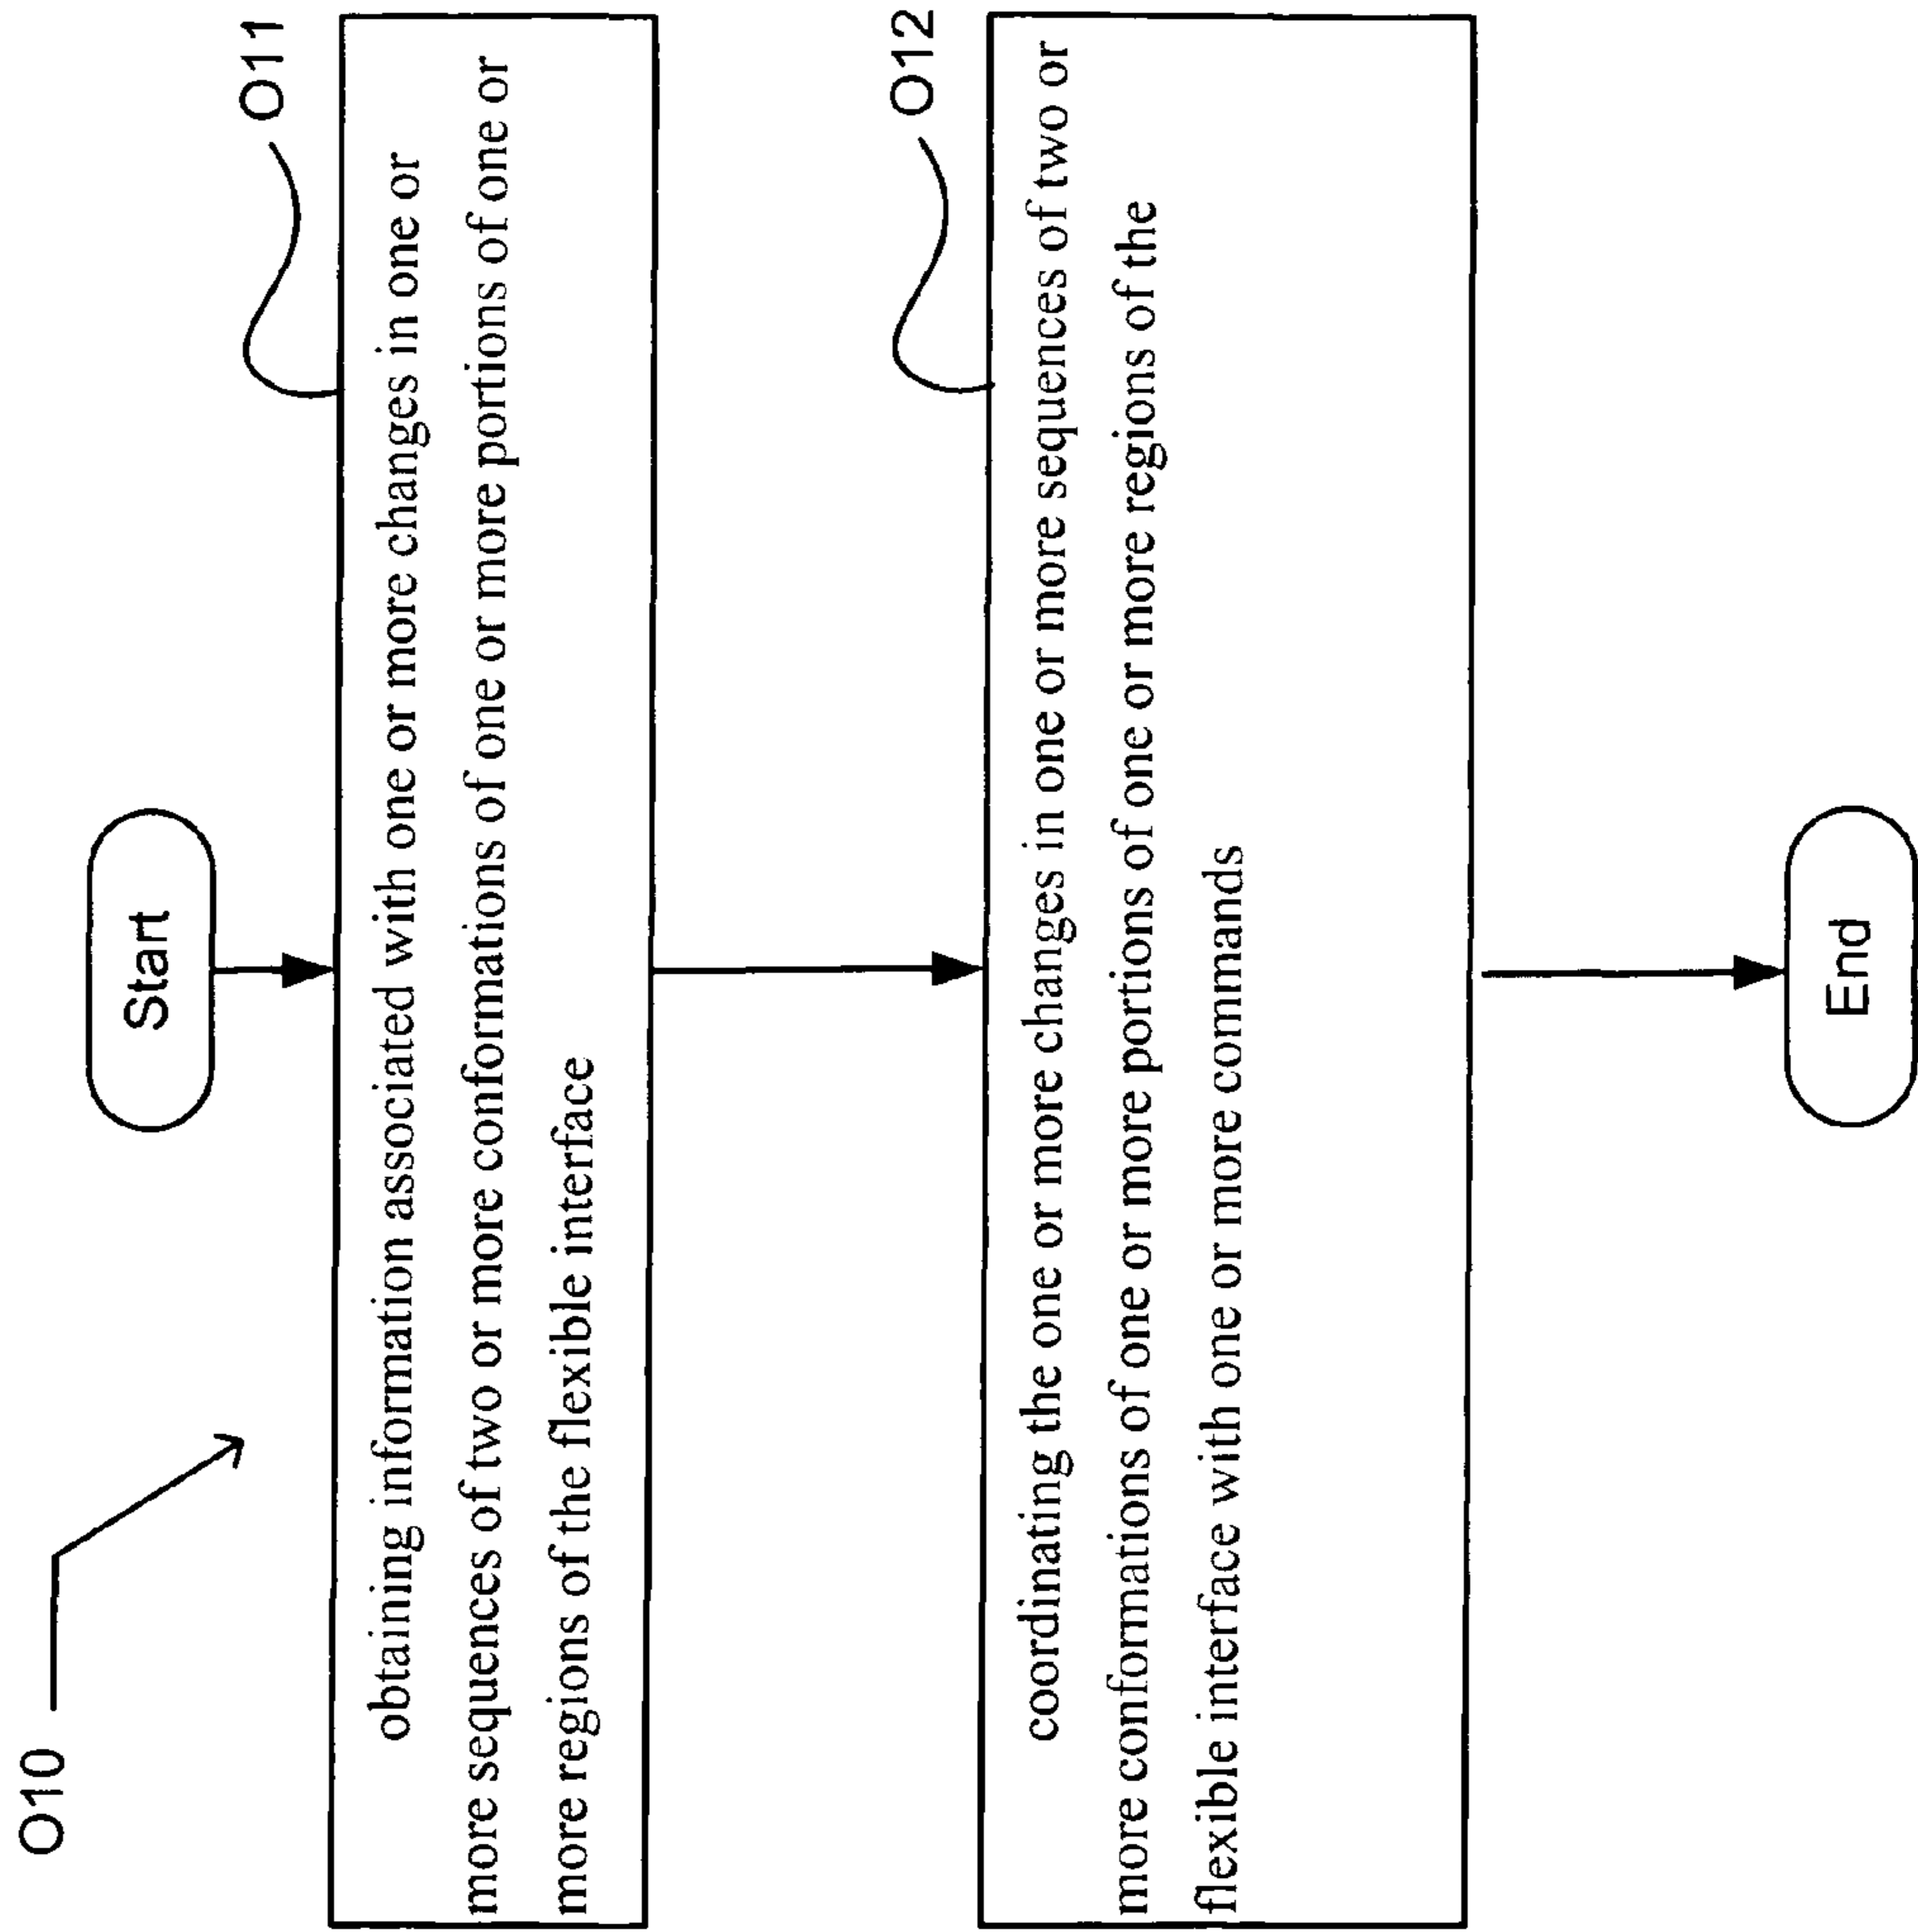 O10
Start
O11
obtaining information associated with one or more changes in one or
more sequences of two or more conformations of one or more portions of one or
more regions of the flexible interface
O12
coordinating the one or more changes in one or more sequences of two or
more conformations of one or more portions of one or more regions of the
flexible interface with one or more commands
End